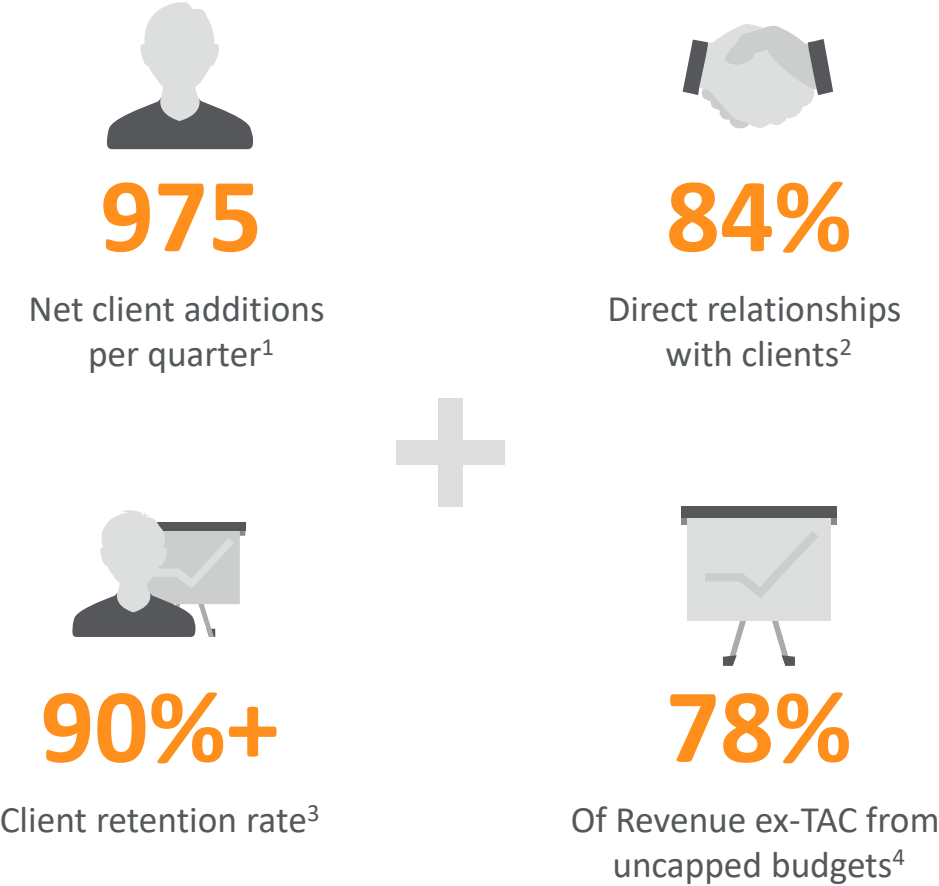 975
Net client additions
per quarter¹
84%
Direct relationships
with clients²
90%+
Client retention rate³
78%
Of Revenue ex-TAC from
uncapped budgets⁴